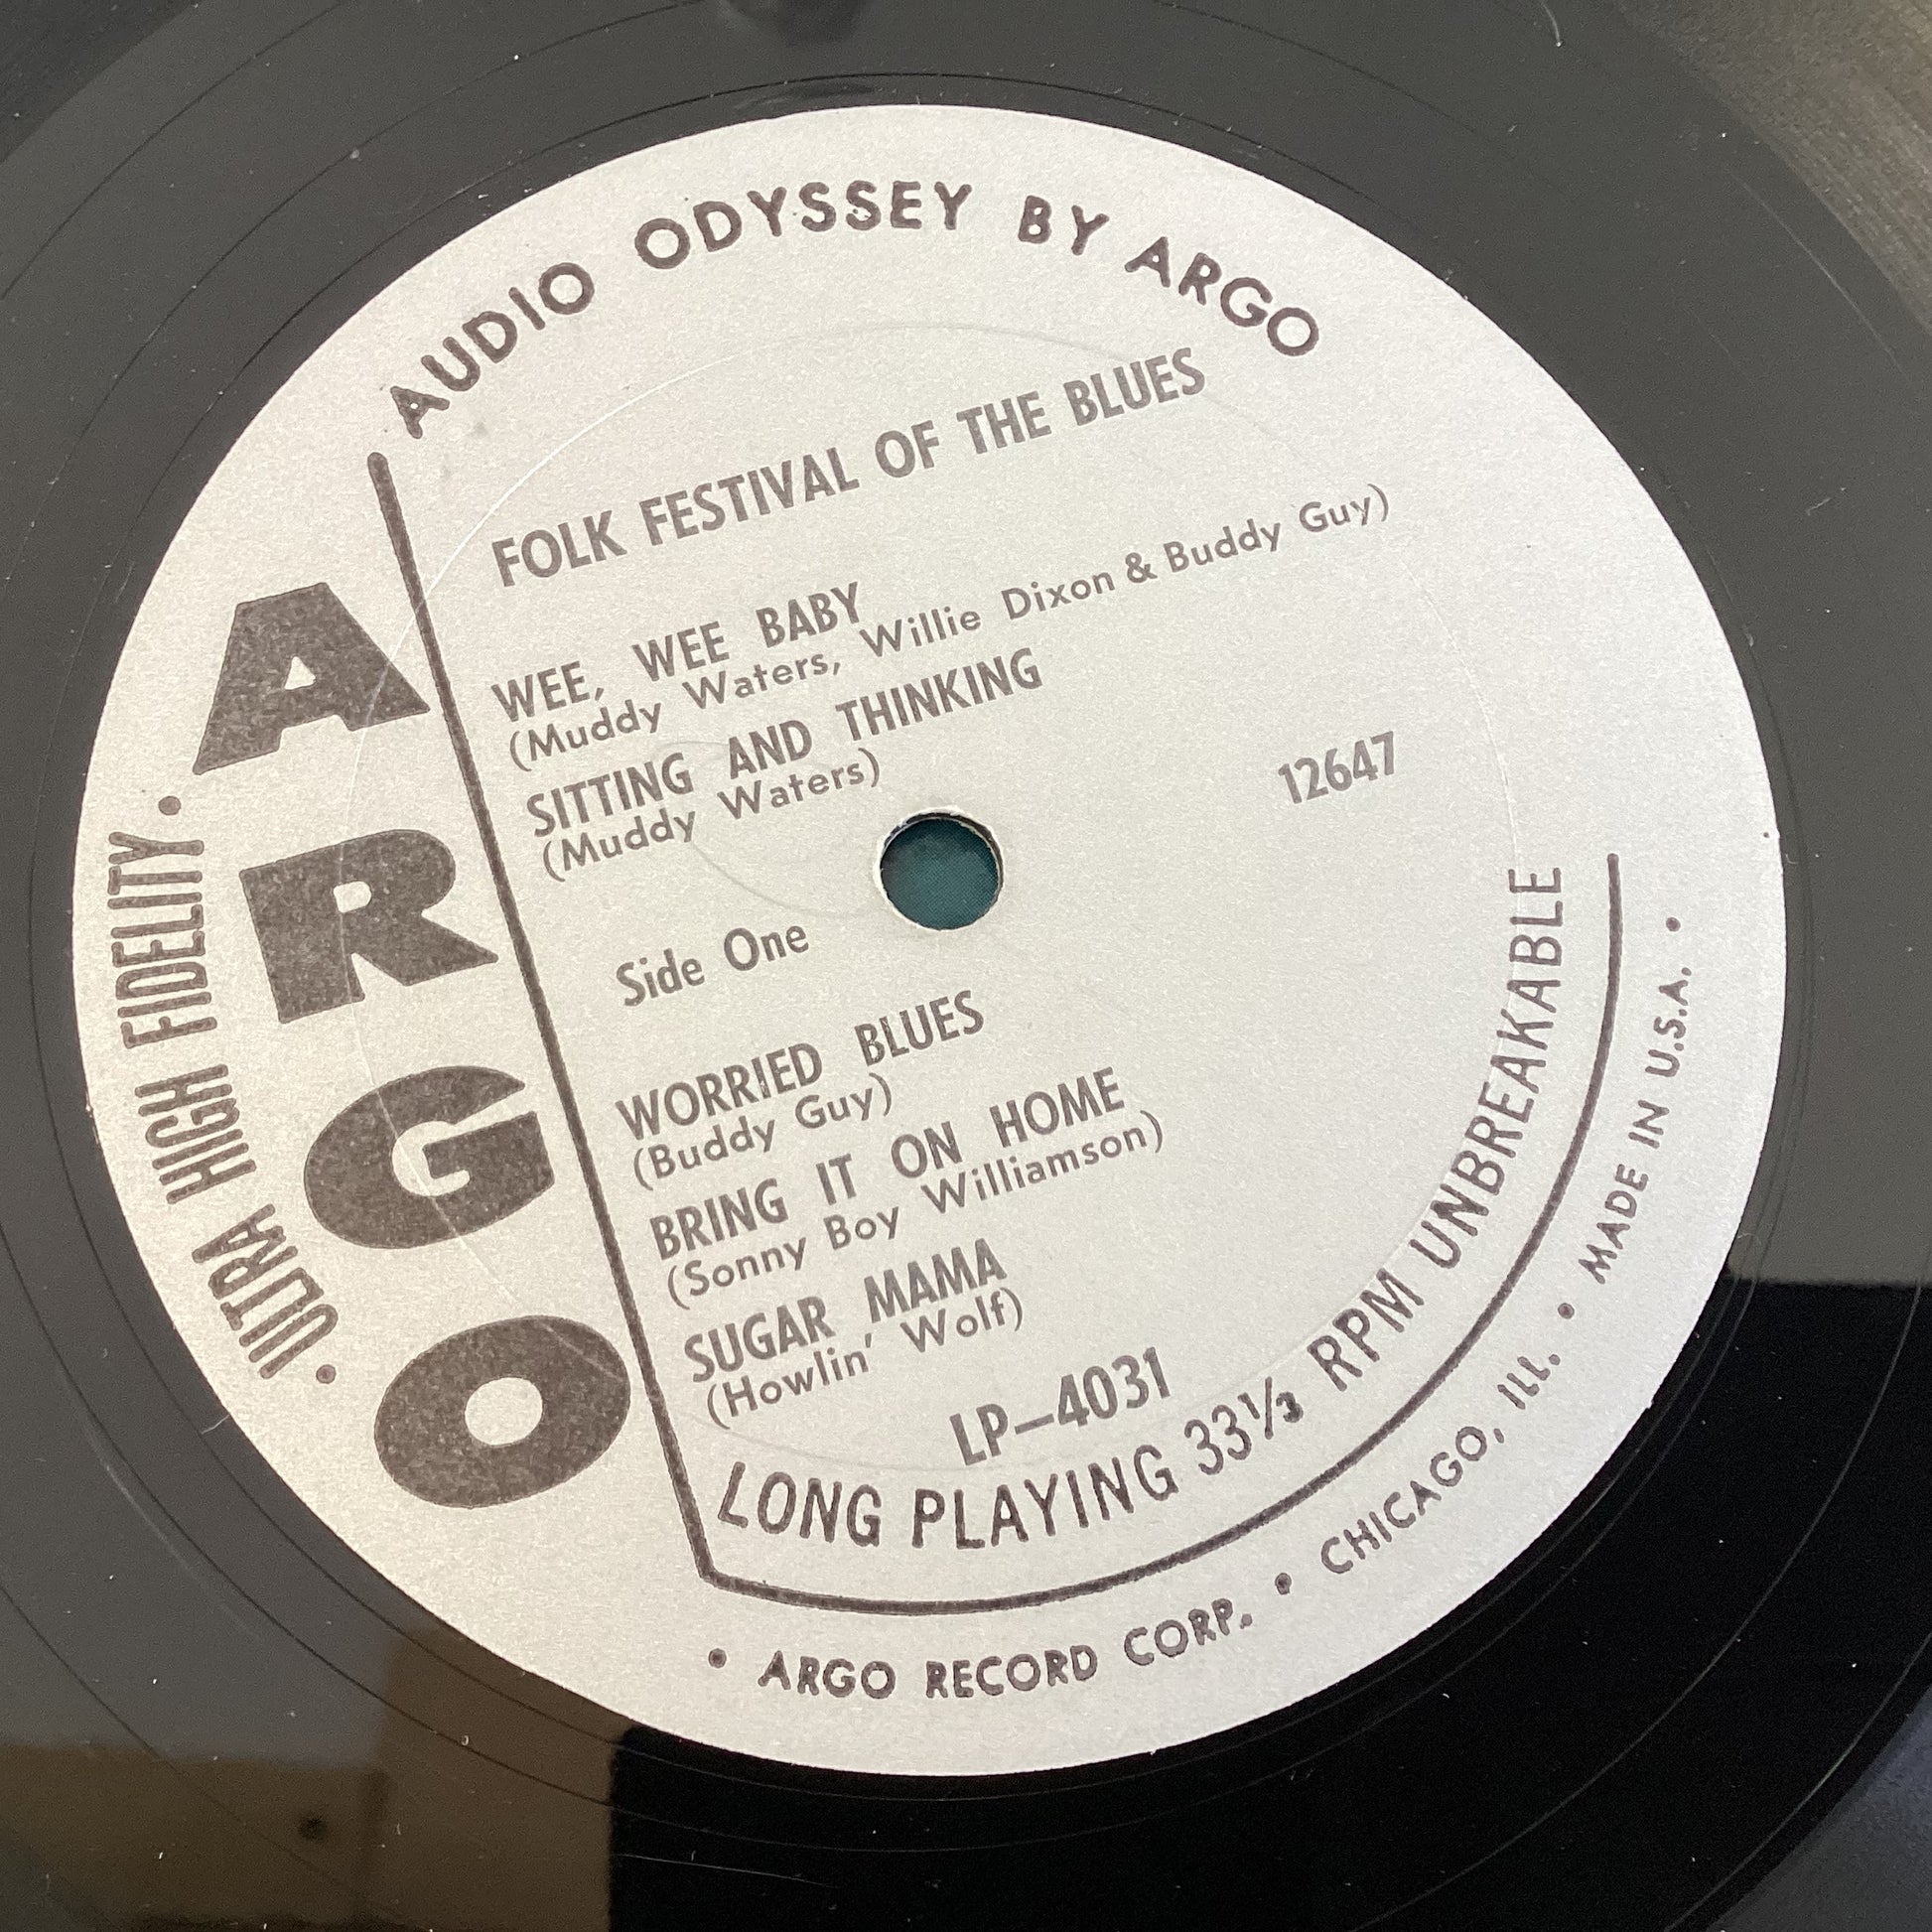 AUDIO ODYSSEY BY ARGO
ARGO
• ULTRA HIGH FIDELITY •
FOLK FESTIVAL OF THE BLUES
WEE, WEE BABY
(Muddy Waters, Willie Dixon & Buddy Guy)
SITTING AND THINKING
(Muddy Waters)
12647
Side One
WORRIED BLUES
(Buddy Guy)
BRING IT ON HOME
(Sonny Boy Williamson)
SUGAR MAMA
(Howlin' Wolf)
LP—4031
LONG PLAYING 33⅓ RPM UNBREAKABLE
• ARGO RECORD CORP. • CHICAGO, ILL. • MADE IN U.S.A. •